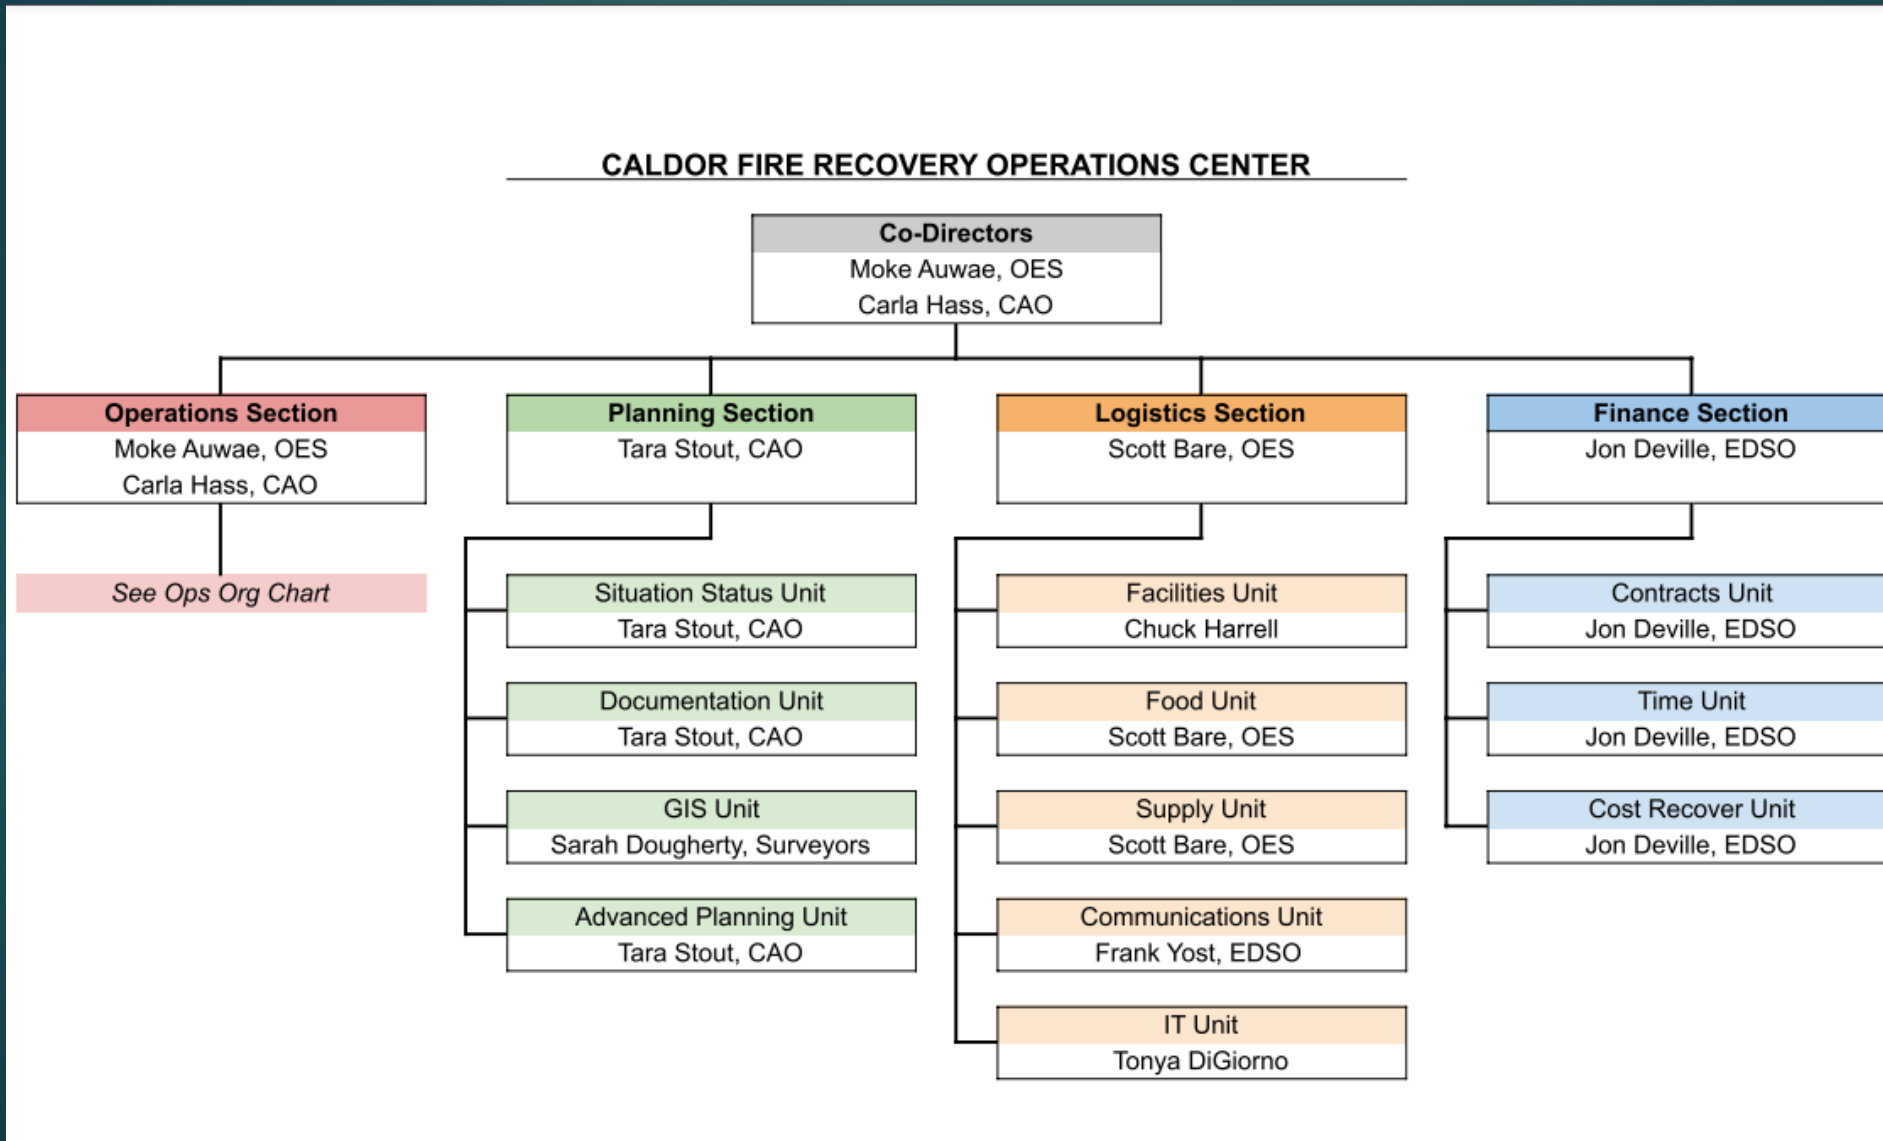 CALDOR FIRE RECOVERY OPERATIONS CENTER
Co-Directors
Moke Auwae, OES
Carla Hass, CAO
Operations Section
Moke Auwae, OES
Carla Hass, CAO
See Ops Org Chart
Planning Section
Tara Stout, CAO
Situation Status Unit
Tara Stout, CAO
Documentation Unit
Tara Stout, CAO
GIS Unit
Sarah Dougherty, Surveyors
Advanced Planning Unit
Tara Stout, CAO
Logistics Section
Scott Bare, OES
Facilities Unit
Chuck Harrell
Food Unit
Scott Bare, OES
Supply Unit
Scott Bare, OES
Communications Unit
Frank Yost, EDSO
IT Unit
Tonya DiGiorno
Finance Section
Jon Deville, EDSO
Contracts Unit
Jon Deville, EDSO
Time Unit
Jon Deville, EDSO
Cost Recover Unit
Jon Deville, EDSO